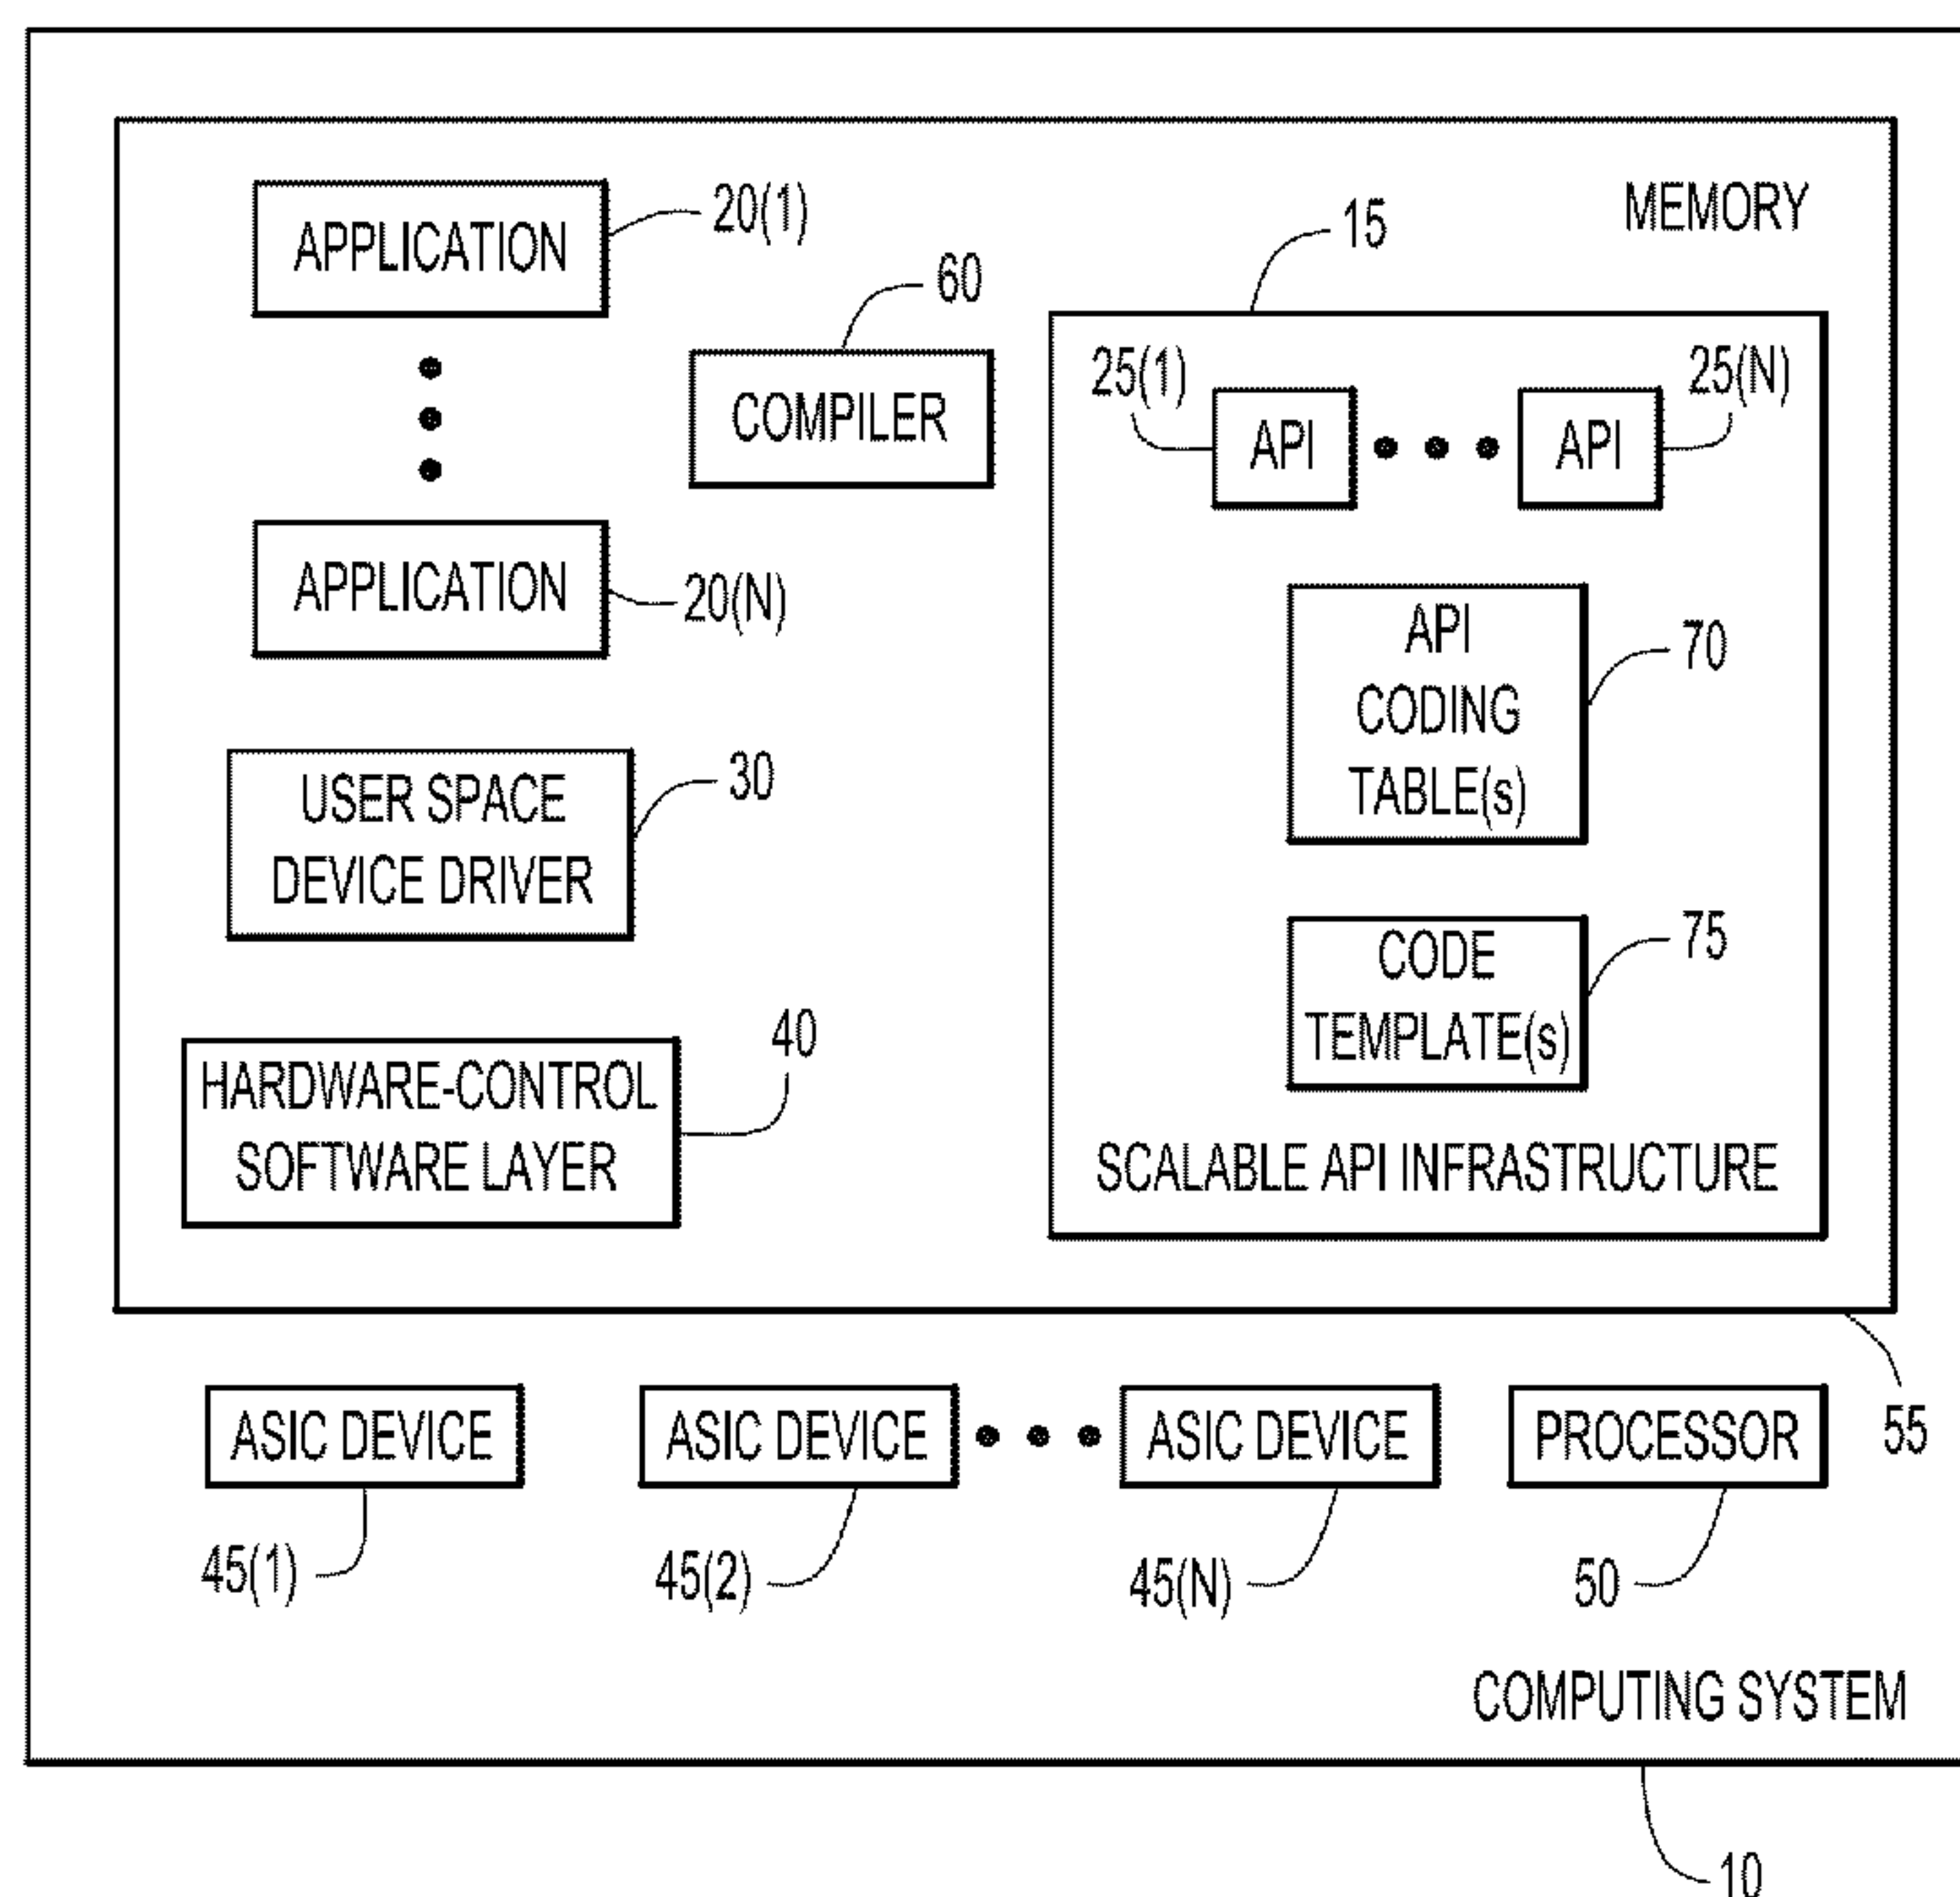 MEMORY
APPLICATION
20(1)
15
60
COMPILER
25(1)
API
API
25(N)
APPLICATION
20(N)
API
CODING
TABLE(s)
70
USER SPACE
DEVICE DRIVER
30
CODE
TEMPLATE(s)
75
HARDWARE-CONTROL
SOFTWARE LAYER
40
SCALABLE API INFRASTRUCTURE
ASIC DEVICE
ASIC DEVICE
ASIC DEVICE
PROCESSOR
55
45(1)
45(2)
45(N)
50
COMPUTING SYSTEM
10